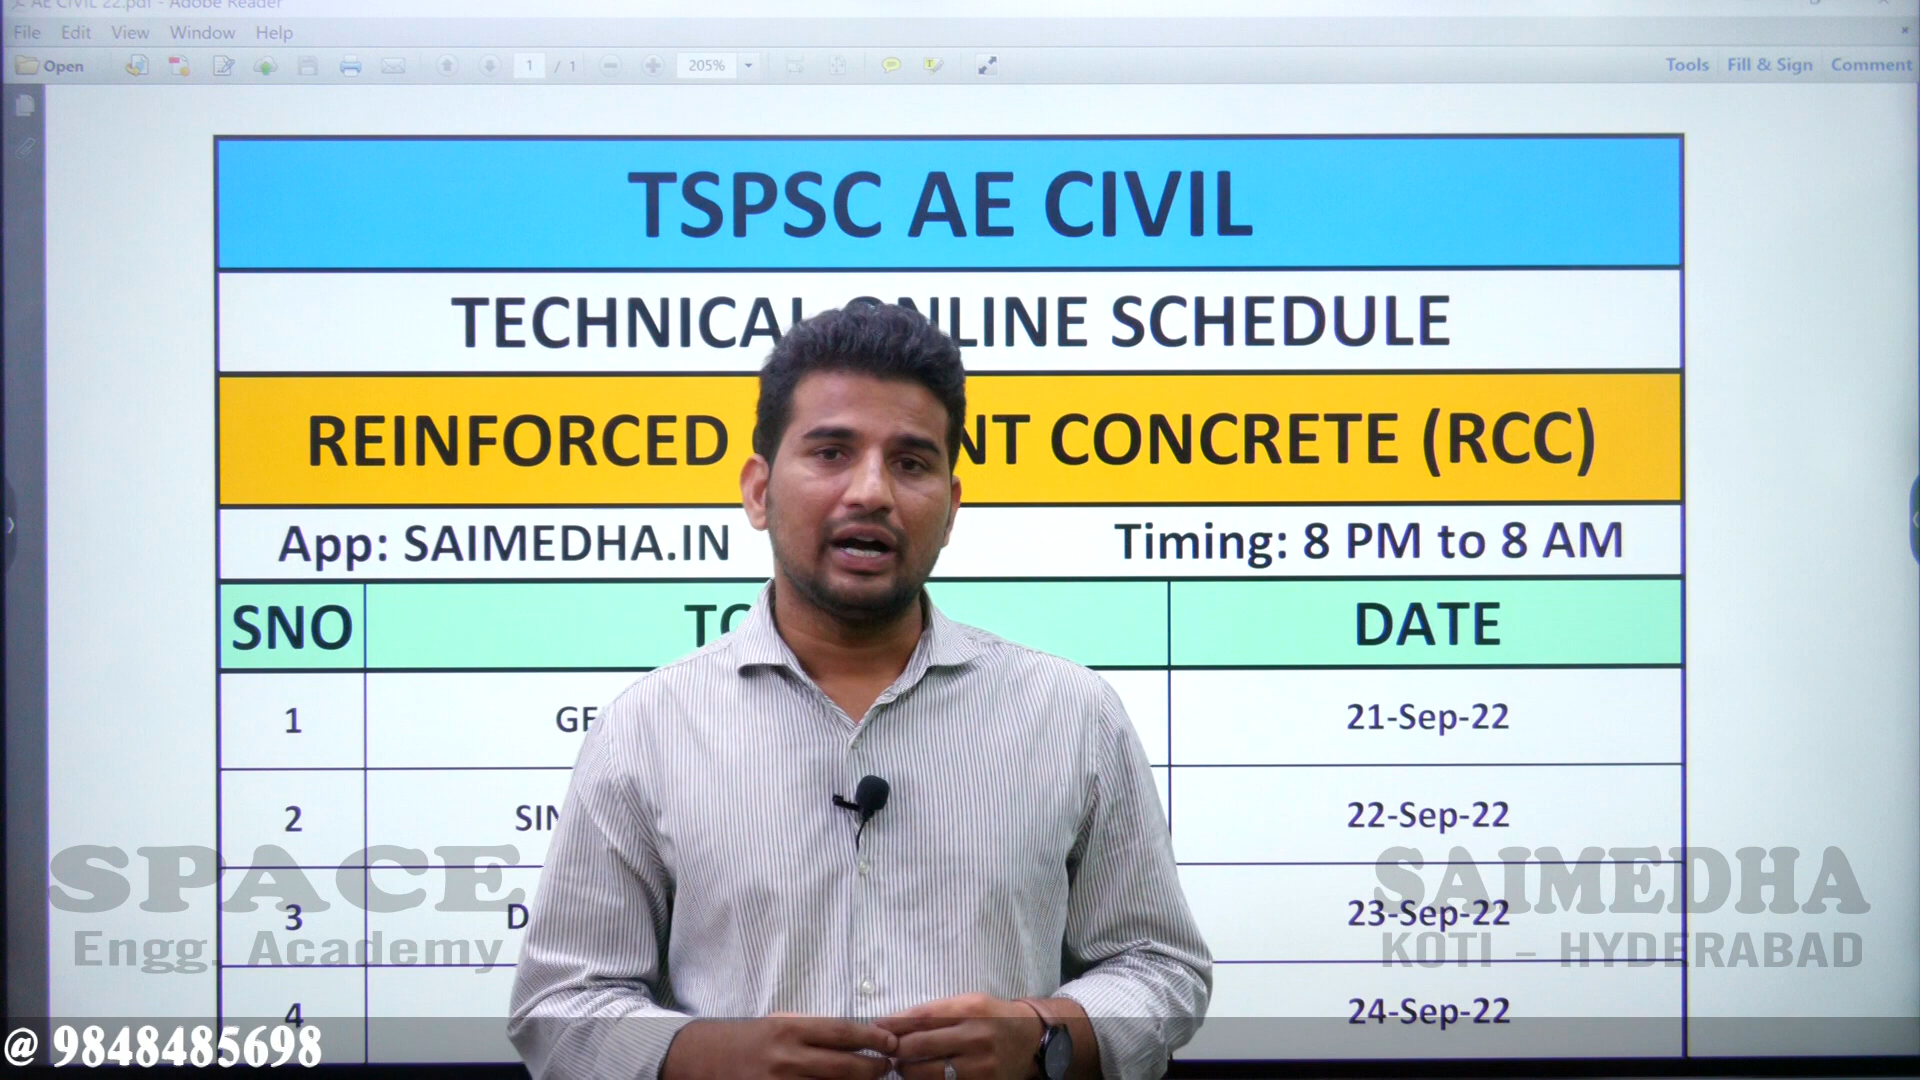 AE CIVIL 22.pdf - Adobe Reader
File Edit View Window Help
Open 1 / 1 205% Tools Fill & Sign Comment
TSPSC AE CIVIL
TECHNICAL ONLINE SCHEDULE
REINFORCED CONCRETE (RCC)
App: SAIMEDHA.IN Timing: 8 PM to 8 AM
SNO DATE
1 21-Sep-22
2 22-Sep-22
3 23-Sep-22
4 24-Sep-22
SPACE
Engg. Academy
SAIMEDHA
KOTI - HYDERABAD
@ 9848485698